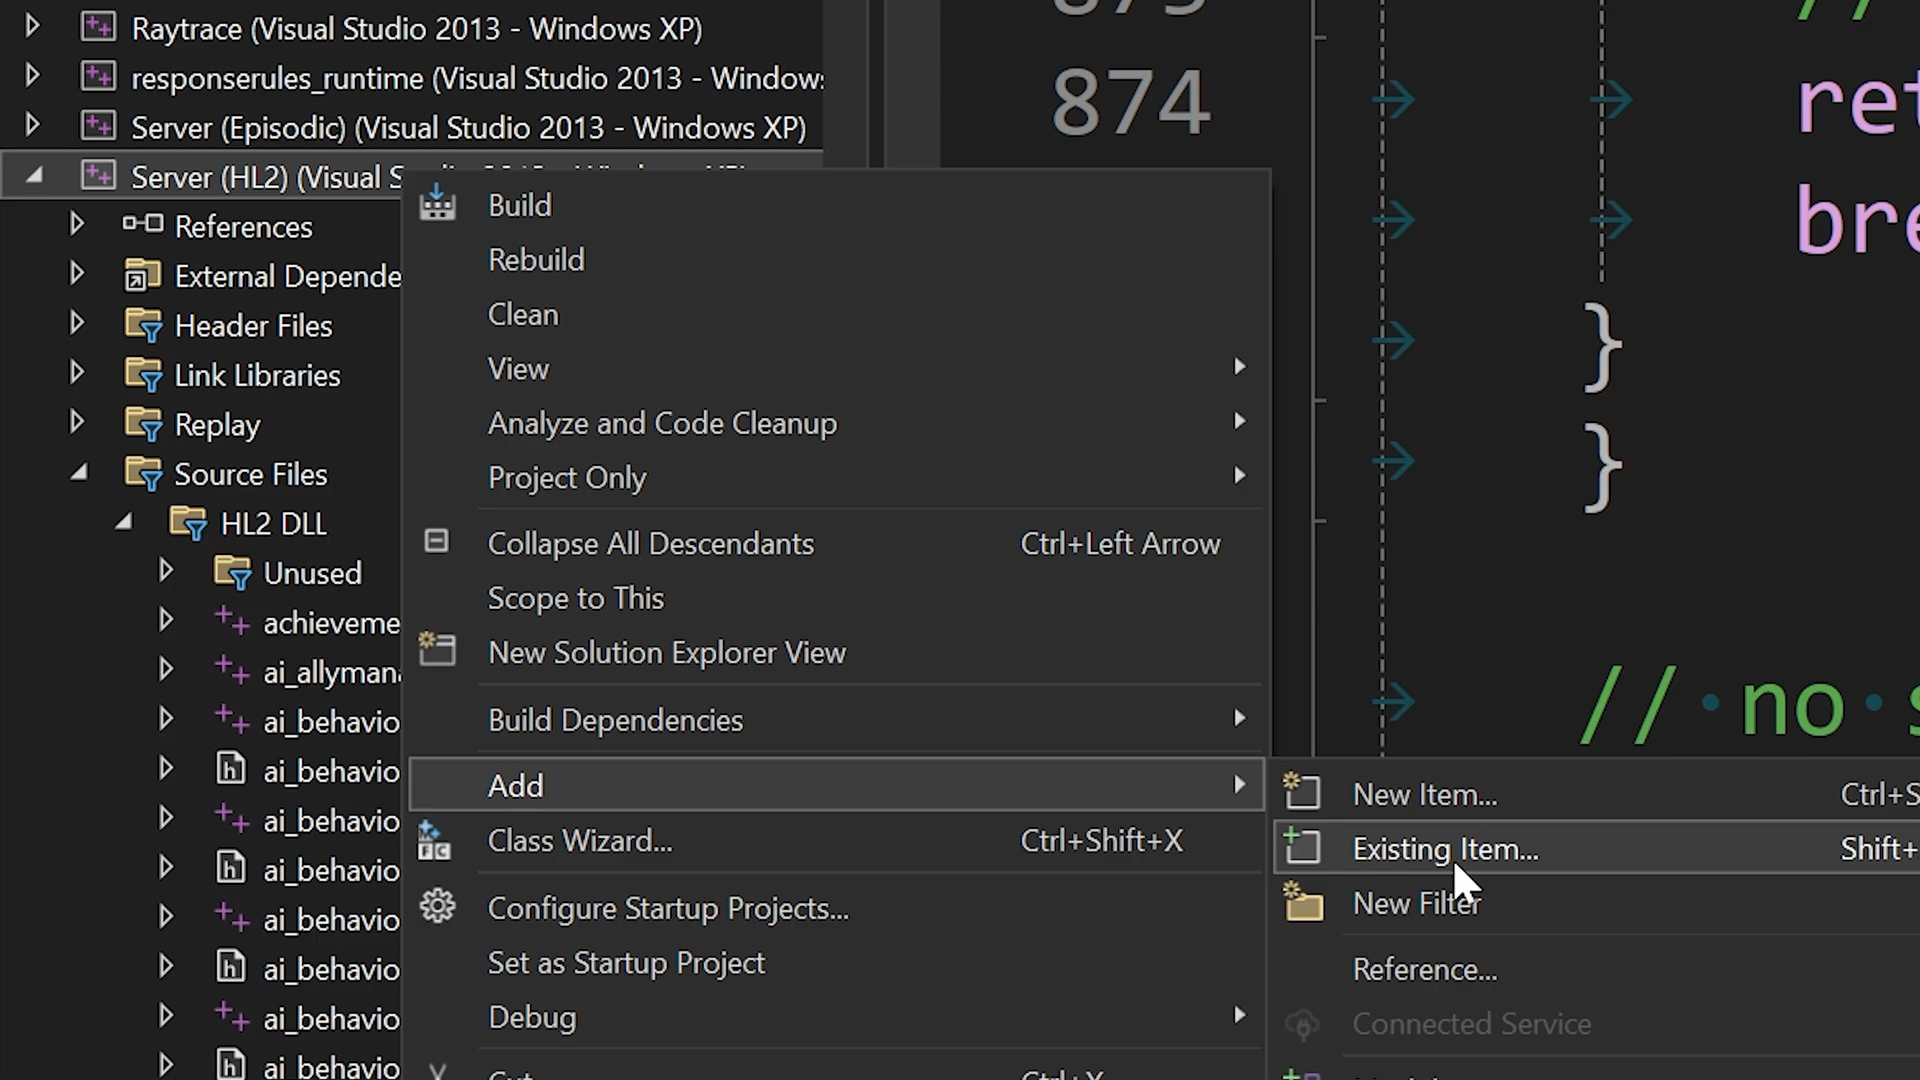 Raytrace (Visual Studio 2013 - Windows XP)
responserules_runtime (Visual Studio 2013 - Window
Server (Episodic) (Visual Studio 2013 - Windows XP)
Server (HL2) (Visual S
References
External Depende
Header Files
Link Libraries
Replay
Source Files
HL2 DLL
Unused
achieveme
ai_allyman
ai_behavio
ai_behavio
ai_behavio
ai_behavio
ai_behavio
ai_behavio
ai_behavio
ai_behavio
Build
Rebuild
Clean
View
Analyze and Code Cleanup
Project Only
Collapse All Descendants Ctrl+Left Arrow
Scope to This
New Solution Explorer View
Build Dependencies
Add
Class Wizard... Ctrl+Shift+X
Configure Startup Projects...
Set as Startup Project
Debug
New Item... Ctrl+S
Existing Item... Shift+
New Filter
Reference...
Connected Service
//
874
ret
bre
}
}
// no s